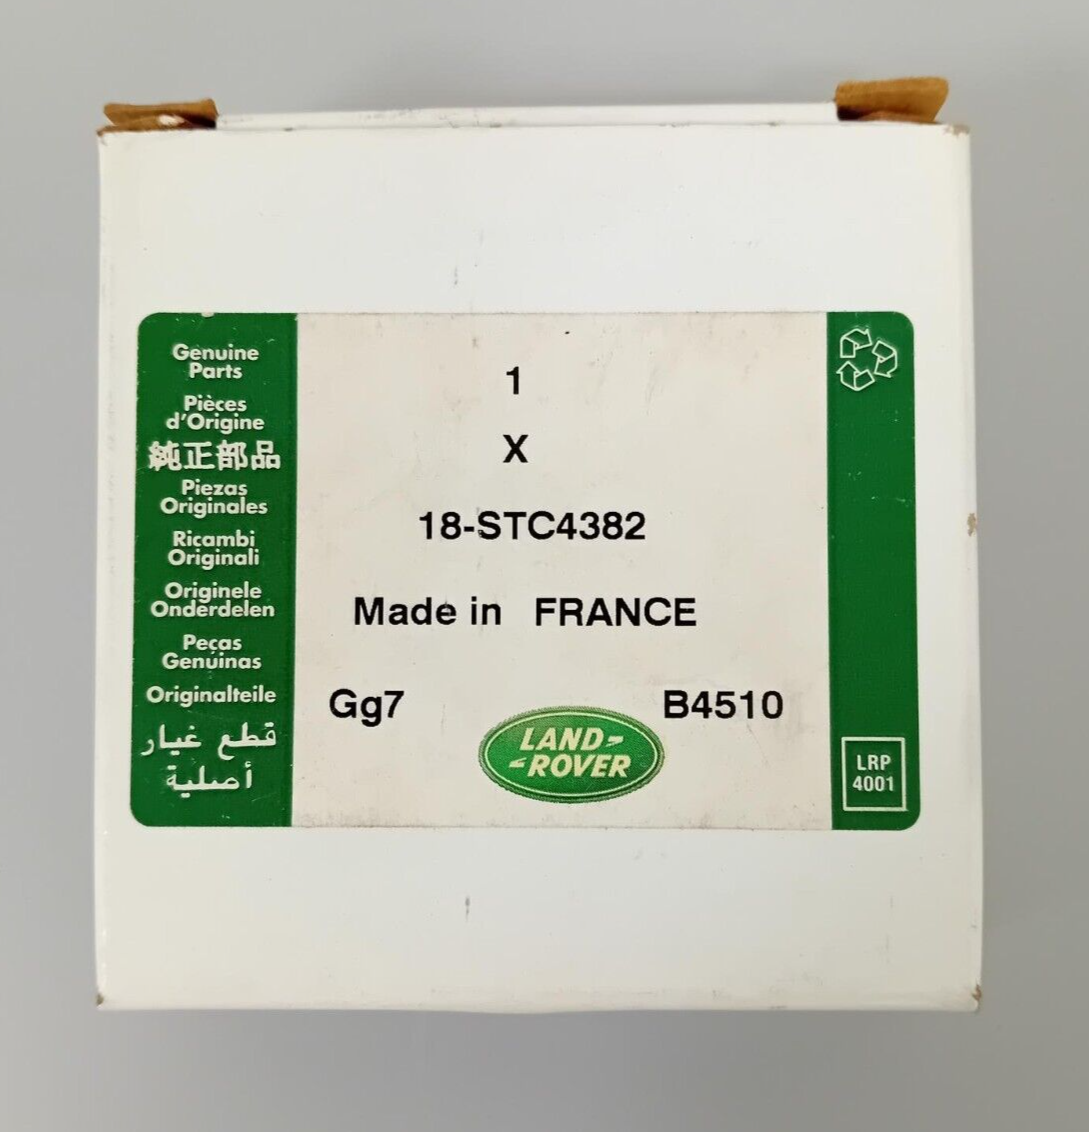 Genuine
Parts
Pièces
d'Origine
純正部品
Piezas
Originales
Ricambi
Originali
Originele
Onderdelen
Peças
Genuinas
Originalteile
قطع غيار
أصلية
1
X
18-STC4382
Made in FRANCE
Gg7
B4510
LAND-
-ROVER
LRP
4001